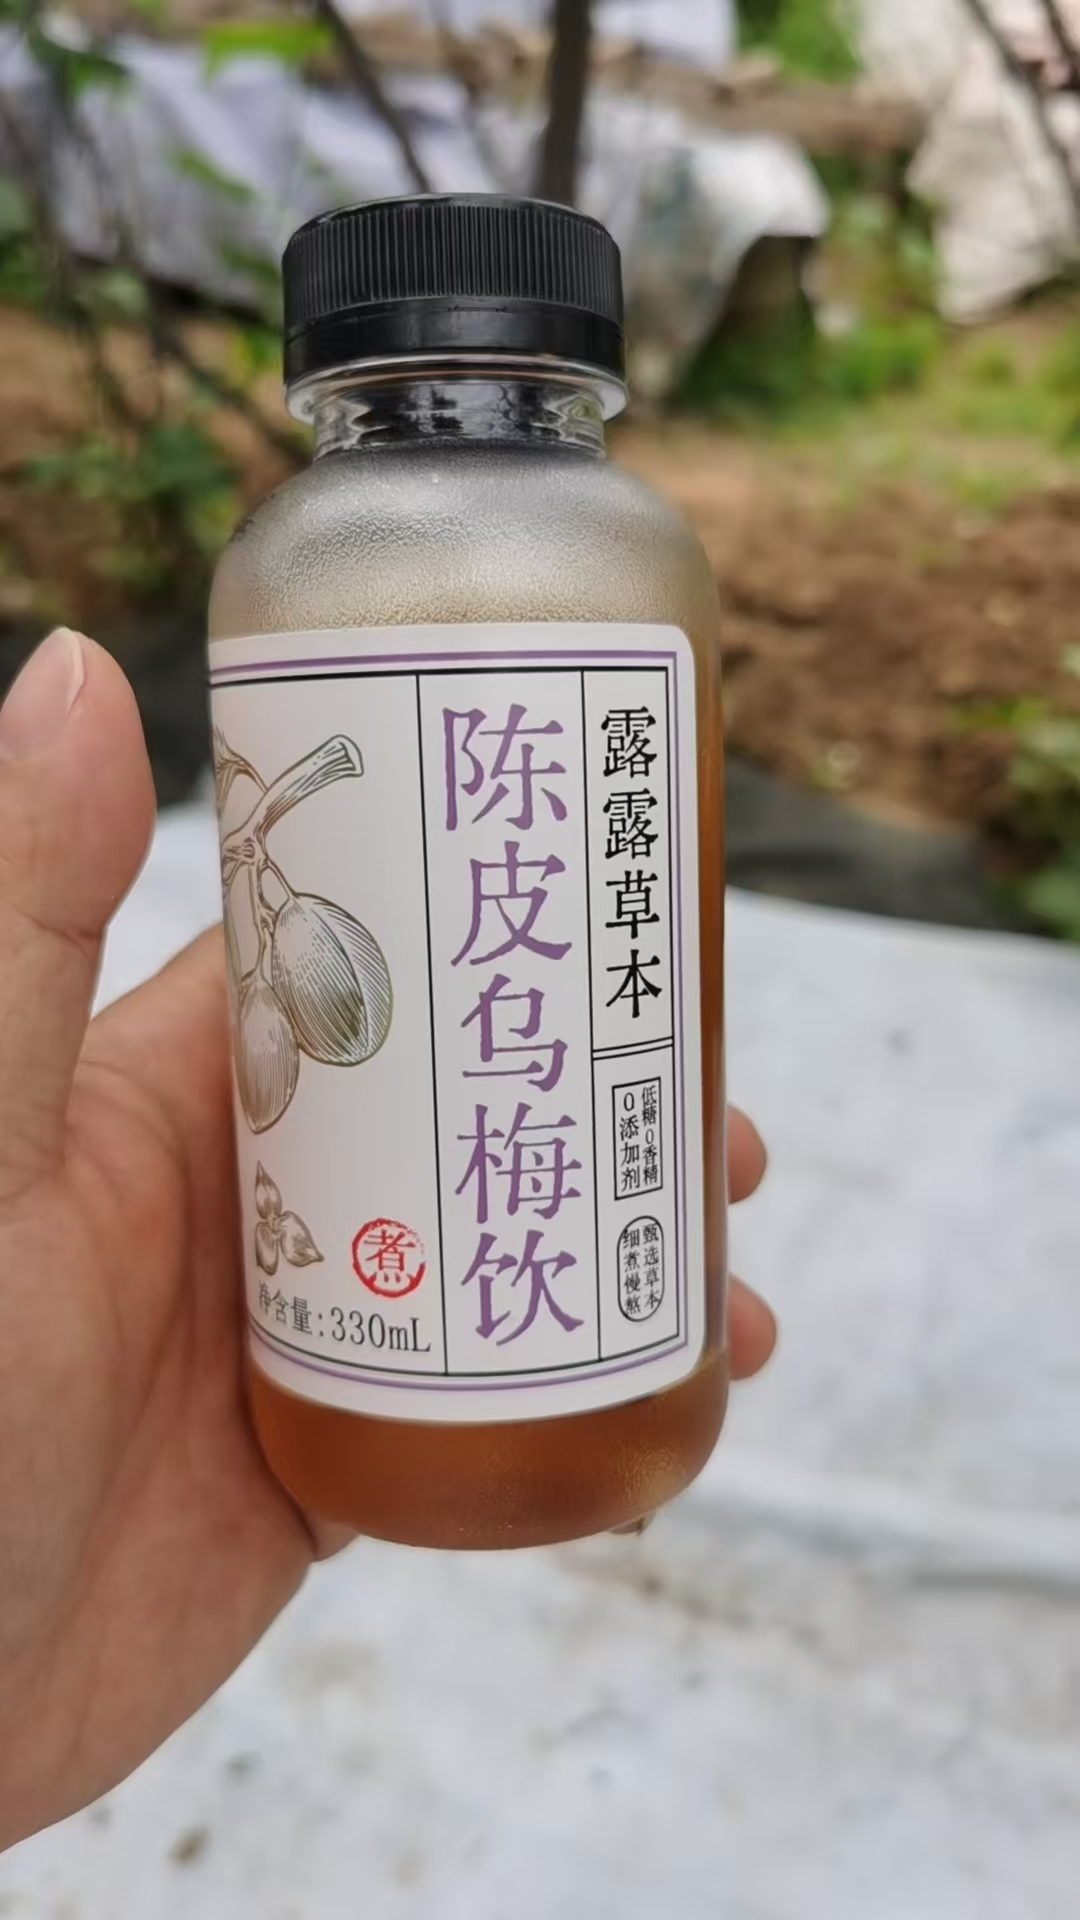 露露草本
低糖0香精
0添加剂
甄选草本
细煮慢熬
陈皮乌梅饮
煮
净含量:330mL